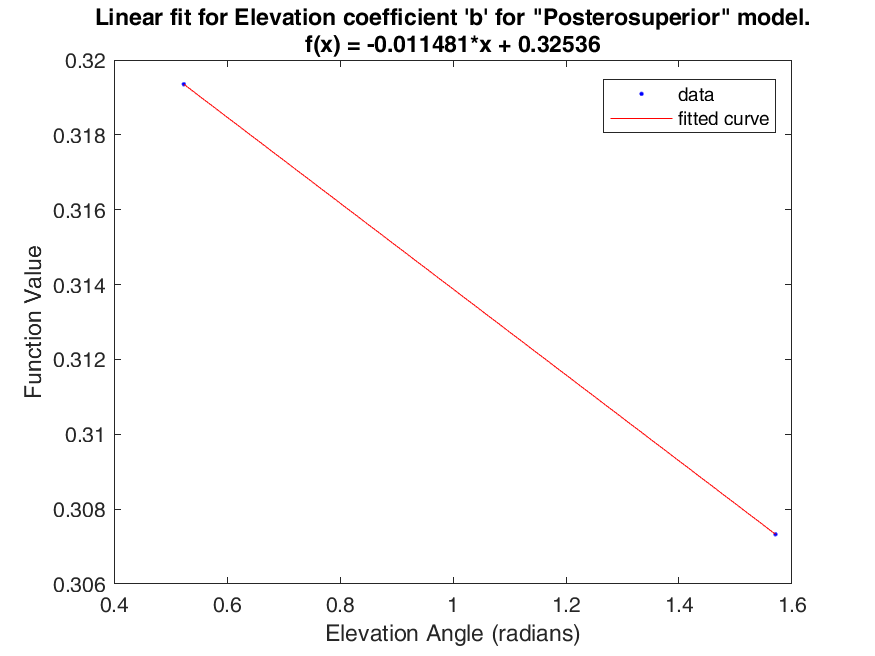 Linear fit for Elevation coefficient 'b' for "Posterosuperior" model.
f(x) = -0.011481*x + 0.32536
data
fitted curve
0.32
0.318
0.316
0.314
0.312
0.31
0.308
0.306
Function Value
0.4 0.6 0.8 1 1.2 1.4 1.6
Elevation Angle (radians)